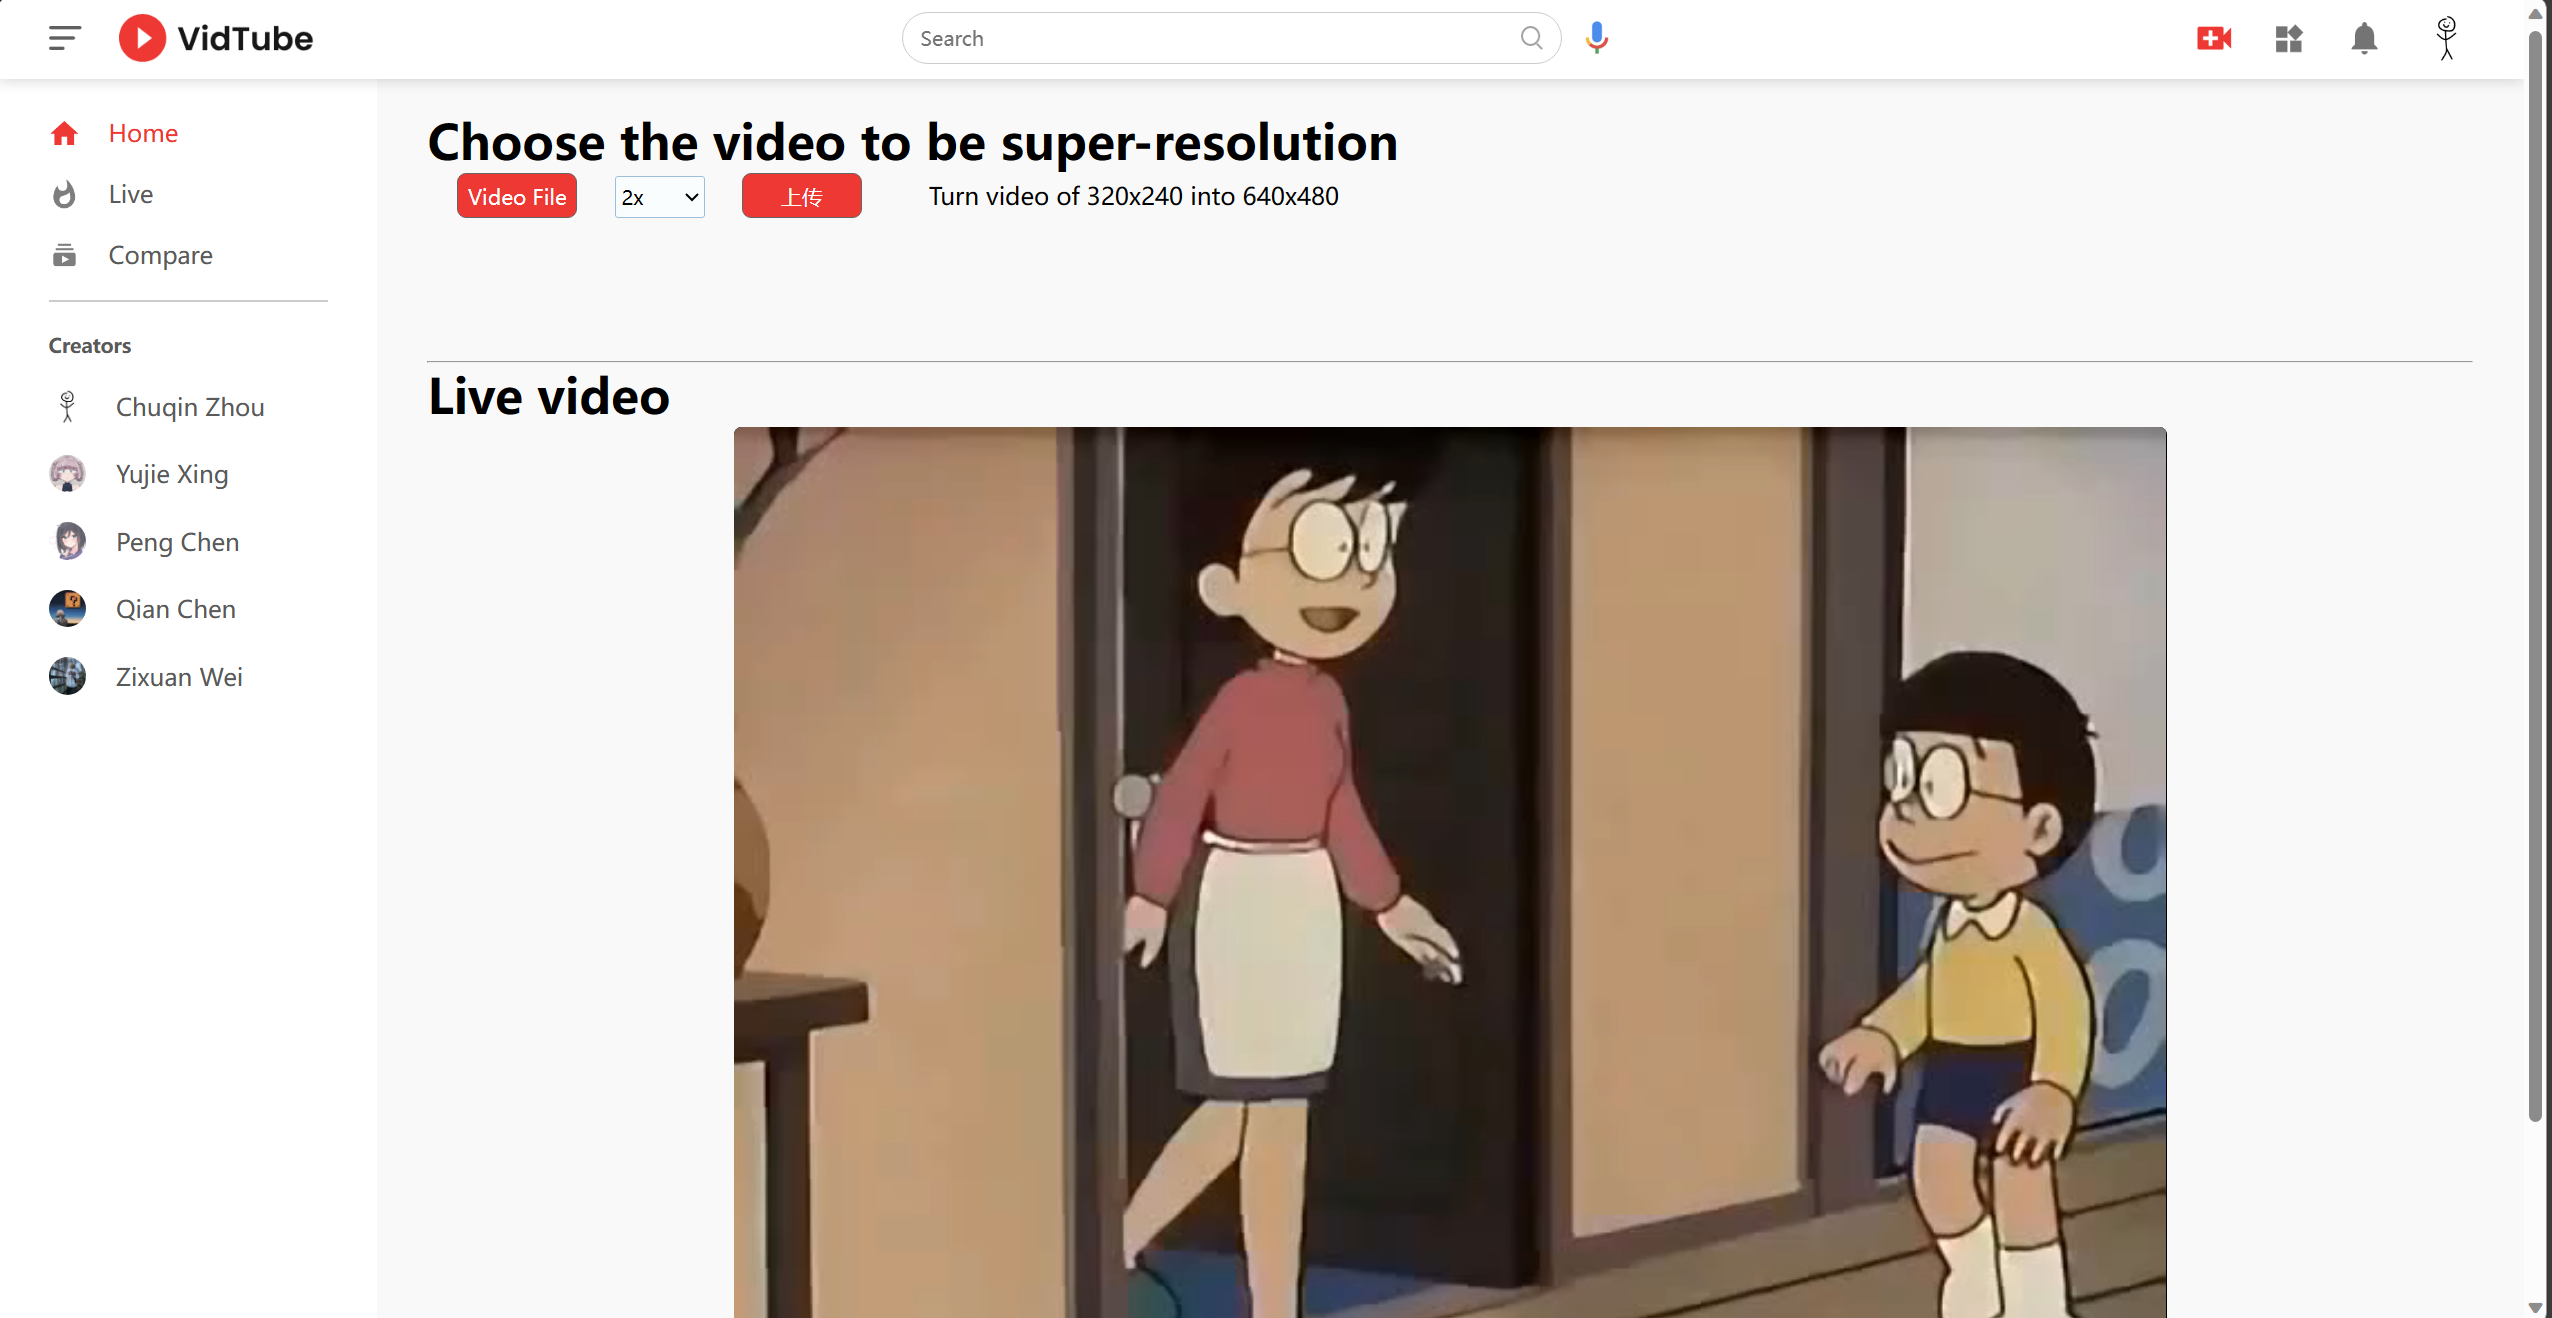 VidTube
Search
Home
Live
Compare
Creators
Chuqin Zhou
Yujie Xing
Peng Chen
Qian Chen
Zixuan Wei
Choose the video to be super-resolution
Video File
2x
上传
Turn video of 320x240 into 640x480
Live video